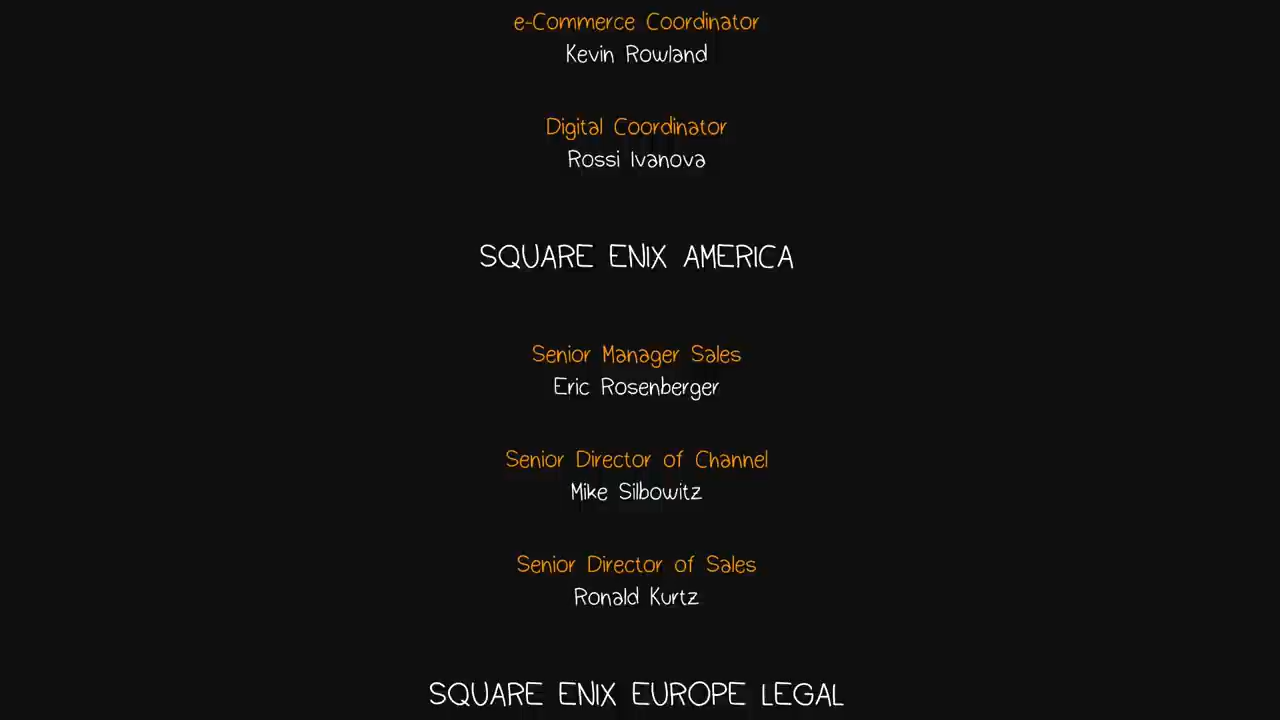 e-Commerce Coordinator
Kevin Rowland
Digital Coordinator
Rossi Ivanova
SQUARE ENIX AMERICA
Senior Manager Sales
Eric Rosenberger
Senior Director of Channel
Mike Silbowitz
Senior Director of Sales
Ronald Kurtz
SQUARE ENIX EUROPE LEGAL